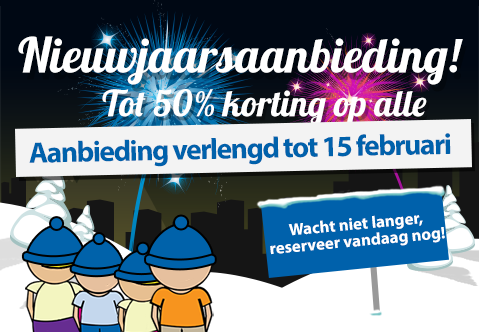 Nieuwjaarsaanbieding!
Tot 50% korting op alle
Aanbieding verlengd tot 15 februari
Wacht niet langer,
reserveer vandaag nog!